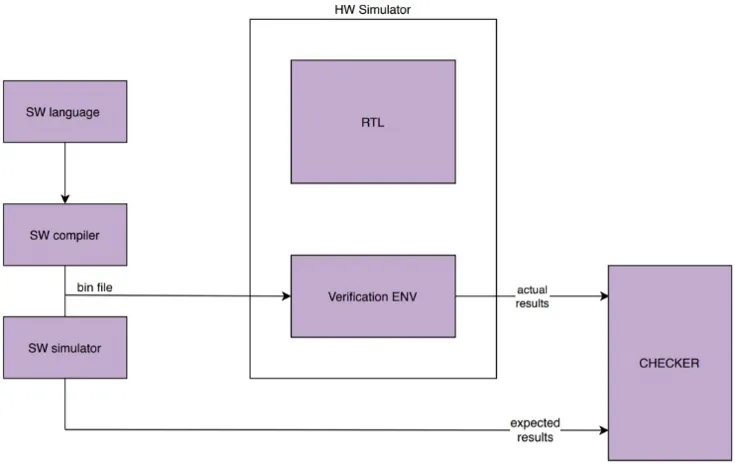 HW Simulator
SW language
RTL
SW compiler
bin file
Verification ENV
actual
results
SW simulator
CHECKER
expected
results